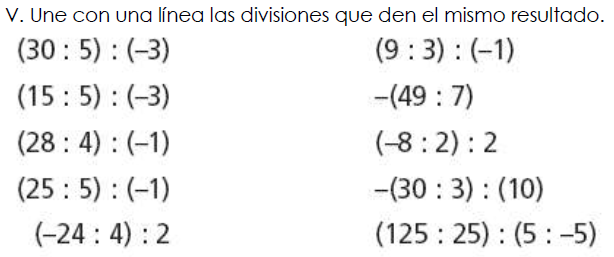 V. Une con una línea las divisiones que den el mismo resultado.
(30 : 5) : (–3) (9 : 3) : (–1)
(15 : 5) : (–3) –(49 : 7)
(28 : 4) : (–1) (–8 : 2) : 2
(25 : 5) : (–1) –(30 : 3) : (10)
(–24 : 4) : 2 (125 : 25) : (5 : –5)